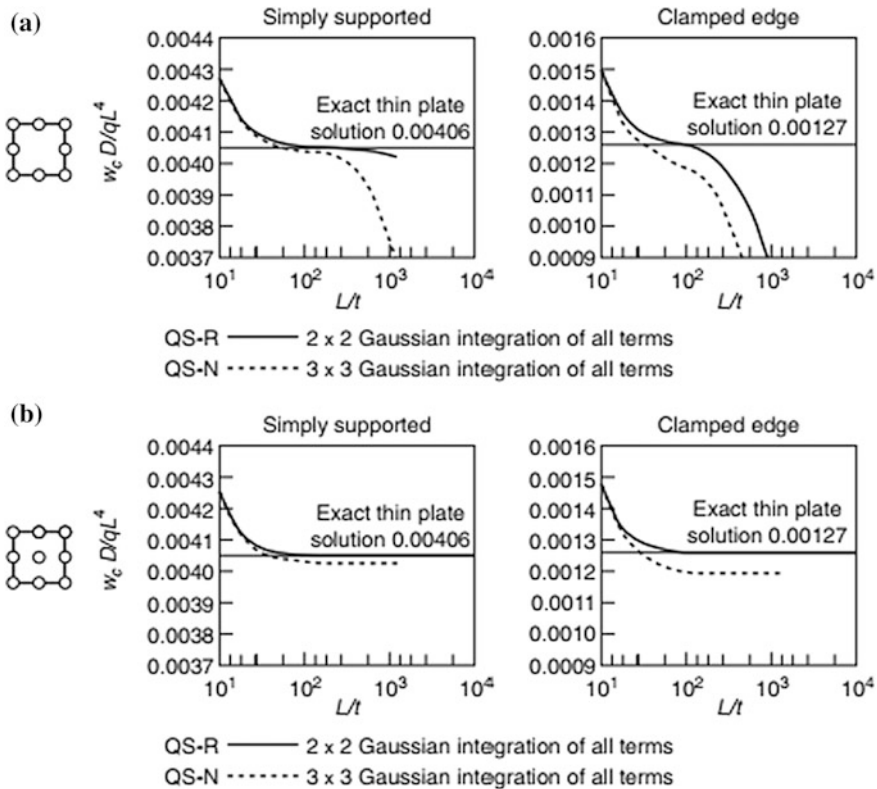 (a)
Simply supported
Clamped edge
w_c D/qL^4
0.0044
0.0043
0.0042
0.0041
0.0040
0.0039
0.0038
0.0037
Exact thin plate
solution 0.00406
10^1
10^2
10^3
10^4
L/t
0.0016
0.0015
0.0014
0.0013
0.0012
0.0011
0.0010
0.0009
Exact thin plate
solution 0.00127
10^1
10^2
10^3
10^4
L/t
QS-R 2 x 2 Gaussian integration of all terms
QS-N 3 x 3 Gaussian integration of all terms
(b)
Simply supported
Clamped edge
w_c D/qL^4
0.0044
0.0043
0.0042
0.0041
0.0040
0.0039
0.0038
0.0037
Exact thin plate
solution 0.00406
10^1
10^2
10^3
10^4
L/t
0.0016
0.0015
0.0014
0.0013
0.0012
0.0011
0.0010
0.0009
Exact thin plate
solution 0.00127
10^1
10^2
10^3
10^4
L/t
QS-R 2 x 2 Gaussian integration of all terms
QS-N 3 x 3 Gaussian integration of all terms